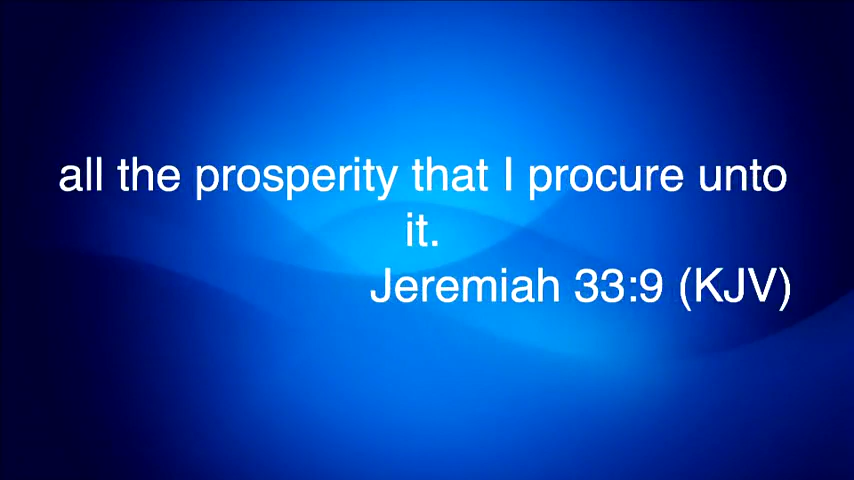 all the prosperity that I procure unto
it.
Jeremiah 33:9 (KJV)